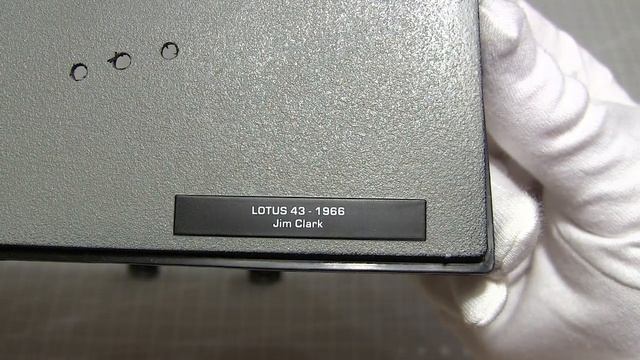 LOTUS 43 - 1966
Jim Clark